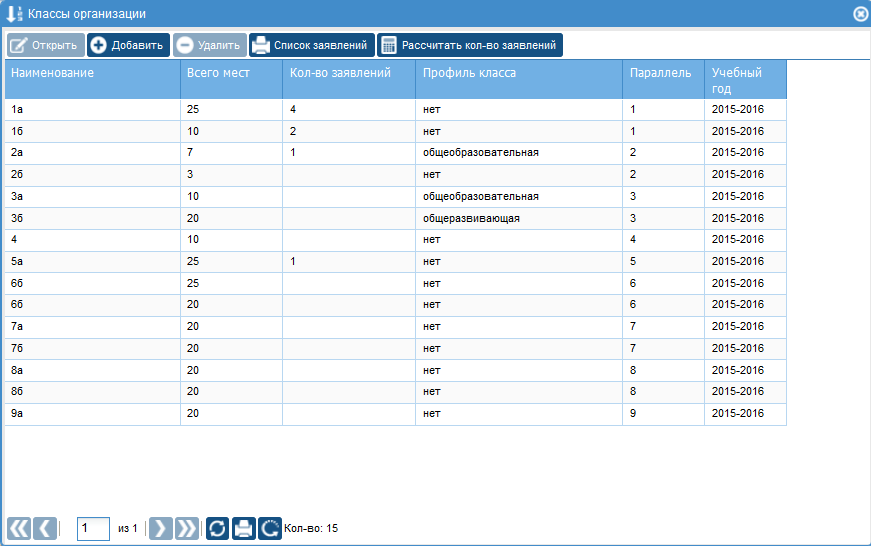 Классы организации
Открыть Добавить Удалить Список заявлений Рассчитать кол-во заявлений
Наименование Всего мест Кол-во заявлений Профиль класса Параллель Учебный
год
1а 25 4 нет 1 2015-2016
1б 10 2 нет 1 2015-2016
2а 7 1 общеобразовательная 2 2015-2016
2б 3 нет 2 2015-2016
3а 10 общеобразовательная 3 2015-2016
3б 20 общеразвивающая 3 2015-2016
4 10 нет 4 2015-2016
5а 25 1 нет 5 2015-2016
6б 25 нет 6 2015-2016
6б 20 нет 6 2015-2016
7а 20 нет 7 2015-2016
7б 20 нет 7 2015-2016
8а 20 нет 8 2015-2016
8б 20 нет 8 2015-2016
9а 20 нет 9 2015-2016
1 из 1 Кол-во: 15